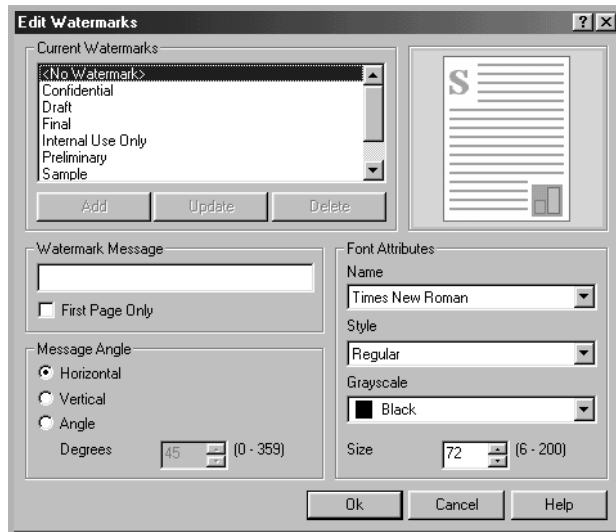 Edit Watermarks
Current Watermarks
<No Watermark>
Confidential
Draft
Final
Internal Use Only
Preliminary
Sample
Add Update Delete
S
Watermark Message
First Page Only
Message Angle
Horizontal
Vertical
Angle
Degrees 45 (0 - 359)
Font Attributes
Name
Times New Roman
Style
Regular
Grayscale
Black
Size 72 (6 - 200)
Ok Cancel Help